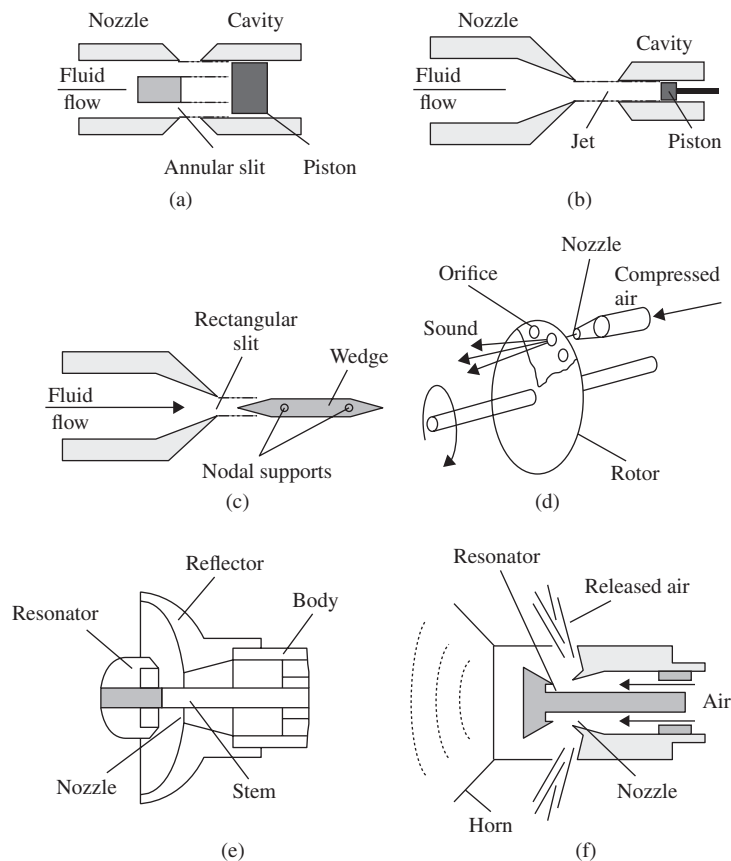 Nozzle
Cavity
Fluid
flow
Annular slit
Piston
(a)
Nozzle
Cavity
Fluid
flow
Jet
Piston
(b)
Rectangular
slit
Wedge
Fluid
flow
Nodal supports
(c)
Nozzle
Orifice
Compressed
air
Sound
Rotor
(d)
Reflector
Body
Resonator
Nozzle
Stem
(e)
Resonator
Released air
Air
Nozzle
Horn
(f)